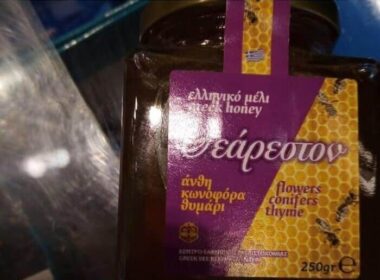 ελληνικό μέλι
greek honey
Θεάρεστον
άνθη
κωνοφόρα
θυμάρι
flowers
conifers
thyme
250gr e